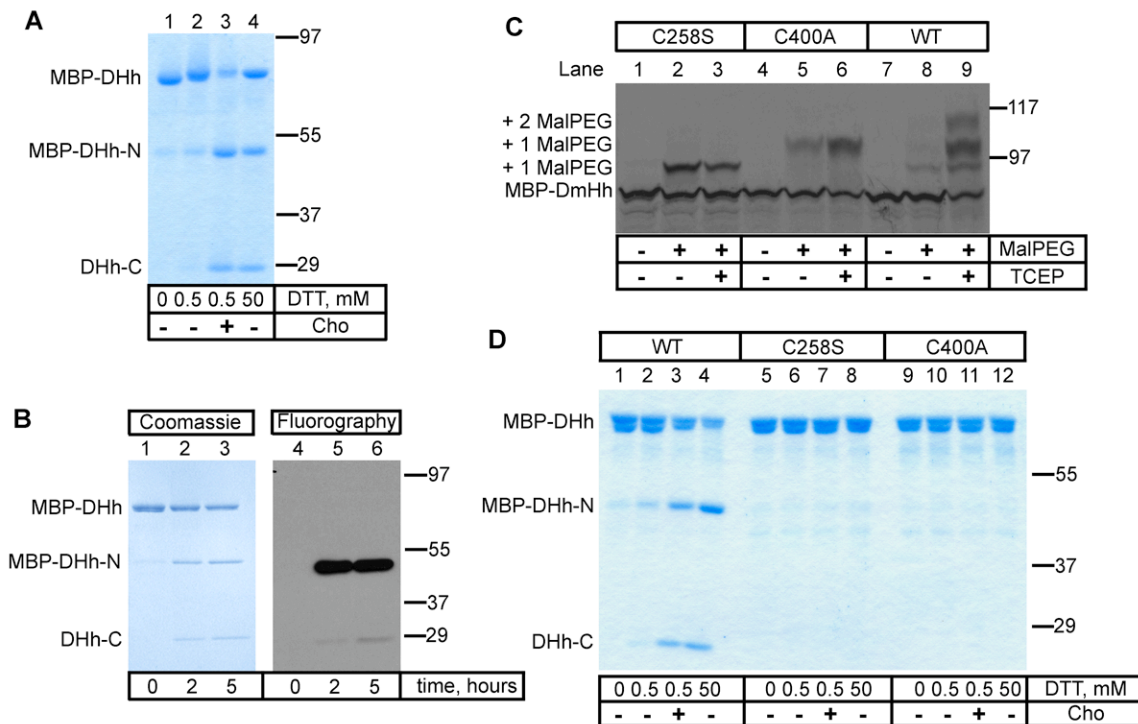 A
1 2 3 4
97
MBP-DHh
55
MBP-DHh-N
37
DHh-C
29
0 0.5 0.5 50 DTT, mM
- - + - Cho
B
Coomassie Fluorography
1 2 3 4 5 6
97
MBP-DHh
55
MBP-DHh-N
37
DHh-C
29
0 2 5 0 2 5 time, hours
C
C258S C400A WT
Lane 1 2 3 4 5 6 7 8 9
117
+ 2 MalPEG
+ 1 MalPEG
97
+ 1 MalPEG
MBP-DmHh
- + + - + + - + + MalPEG
- - + - - + - - + TCEP
D
WT C258S C400A
1 2 3 4 5 6 7 8 9 10 11 12
MBP-DHh
55
MBP-DHh-N
37
29
DHh-C
0 0.5 0.5 50 0 0.5 0.5 50 0 0.5 0.5 50 DTT, mM
- - + - - - + - - - + - Cho